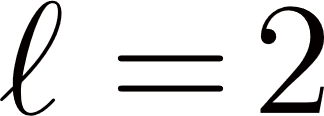 ℓ = 2